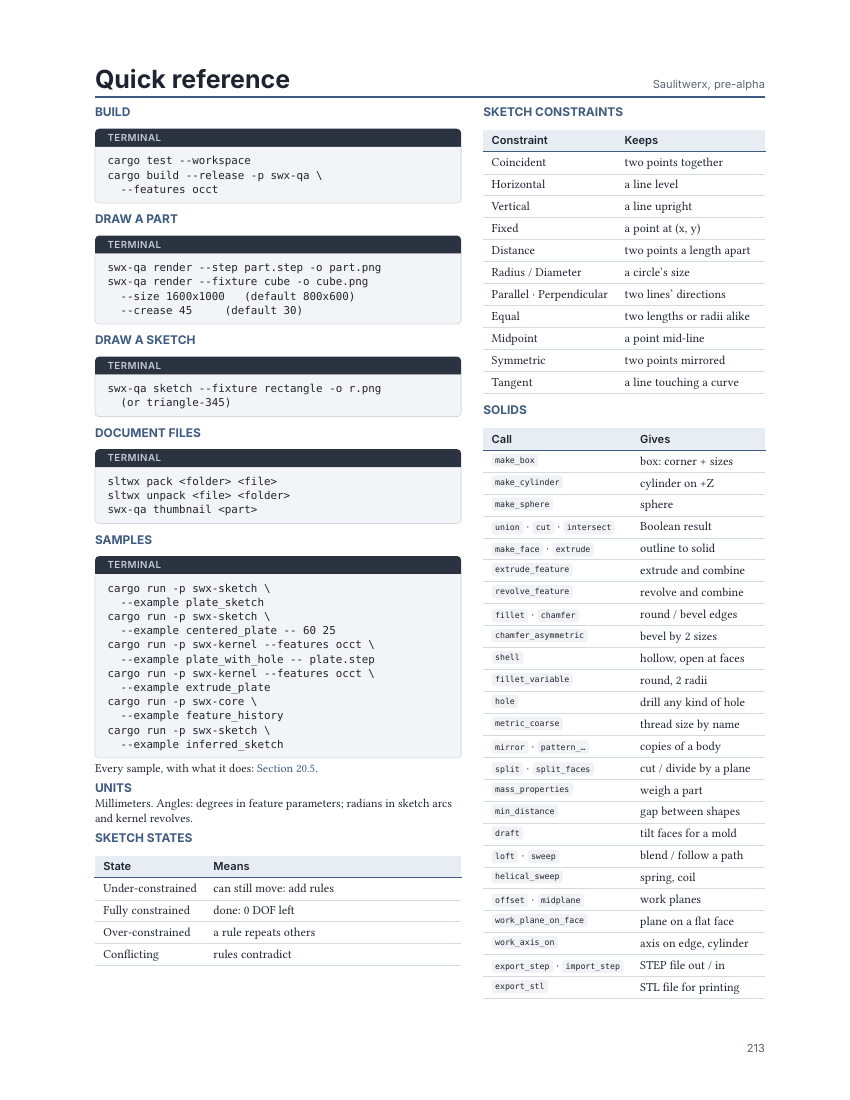 Quick reference
Saulitwerx, pre-alpha
BUILD
TERMINAL
cargo test --workspace
cargo build --release -p swx-qa \
  --features occt
DRAW A PART
TERMINAL
swx-qa render --step part.step -o part.png
swx-qa render --fixture cube -o cube.png
  --size 1600x1000   (default 800x600)
  --crease 45     (default 30)
DRAW A SKETCH
TERMINAL
swx-qa sketch --fixture rectangle -o r.png
  (or triangle-345)
DOCUMENT FILES
TERMINAL
sltwx pack <folder> <file>
sltwx unpack <file> <folder>
swx-qa thumbnail <part>
SAMPLES
TERMINAL
cargo run -p swx-sketch \
  --example plate_sketch
cargo run -p swx-sketch \
  --example centered_plate -- 60 25
cargo run -p swx-kernel --features occt \
  --example plate_with_hole -- plate.step
cargo run -p swx-kernel --features occt \
  --example extrude_plate
cargo run -p swx-core \
  --example feature_history
cargo run -p swx-sketch \
  --example inferred_sketch
Every sample, with what it does: Section 20.5.
UNITS
Millimeters. Angles: degrees in feature parameters; radians in sketch arcs
and kernel revolves.
SKETCH STATES
State Means
Under-constrained can still move: add rules
Fully constrained done: 0 DOF left
Over-constrained a rule repeats others
Conflicting rules contradict
SKETCH CONSTRAINTS
Constraint Keeps
Coincident two points together
Horizontal a line level
Vertical a line upright
Fixed a point at (x, y)
Distance two points a length apart
Radius / Diameter a circle's size
Parallel · Perpendicular two lines' directions
Equal two lengths or radii alike
Midpoint a point mid-line
Symmetric two points mirrored
Tangent a line touching a curve
SOLIDS
Call Gives
make_box box: corner + sizes
make_cylinder cylinder on +Z
make_sphere sphere
union · cut · intersect Boolean result
make_face · extrude outline to solid
extrude_feature extrude and combine
revolve_feature revolve and combine
fillet · chamfer round / bevel edges
chamfer_asymmetric bevel by 2 sizes
shell hollow, open at faces
fillet_variable round, 2 radii
hole drill any kind of hole
metric_coarse thread size by name
mirror · pattern_… copies of a body
split · split_faces cut / divide by a plane
mass_properties weigh a part
min_distance gap between shapes
draft tilt faces for a mold
loft · sweep blend / follow a path
helical_sweep spring, coil
offset · midplane work planes
work_plane_on_face plane on a flat face
work_axis_on axis on edge, cylinder
export_step · import_step STEP file out / in
export_stl STL file for printing
213